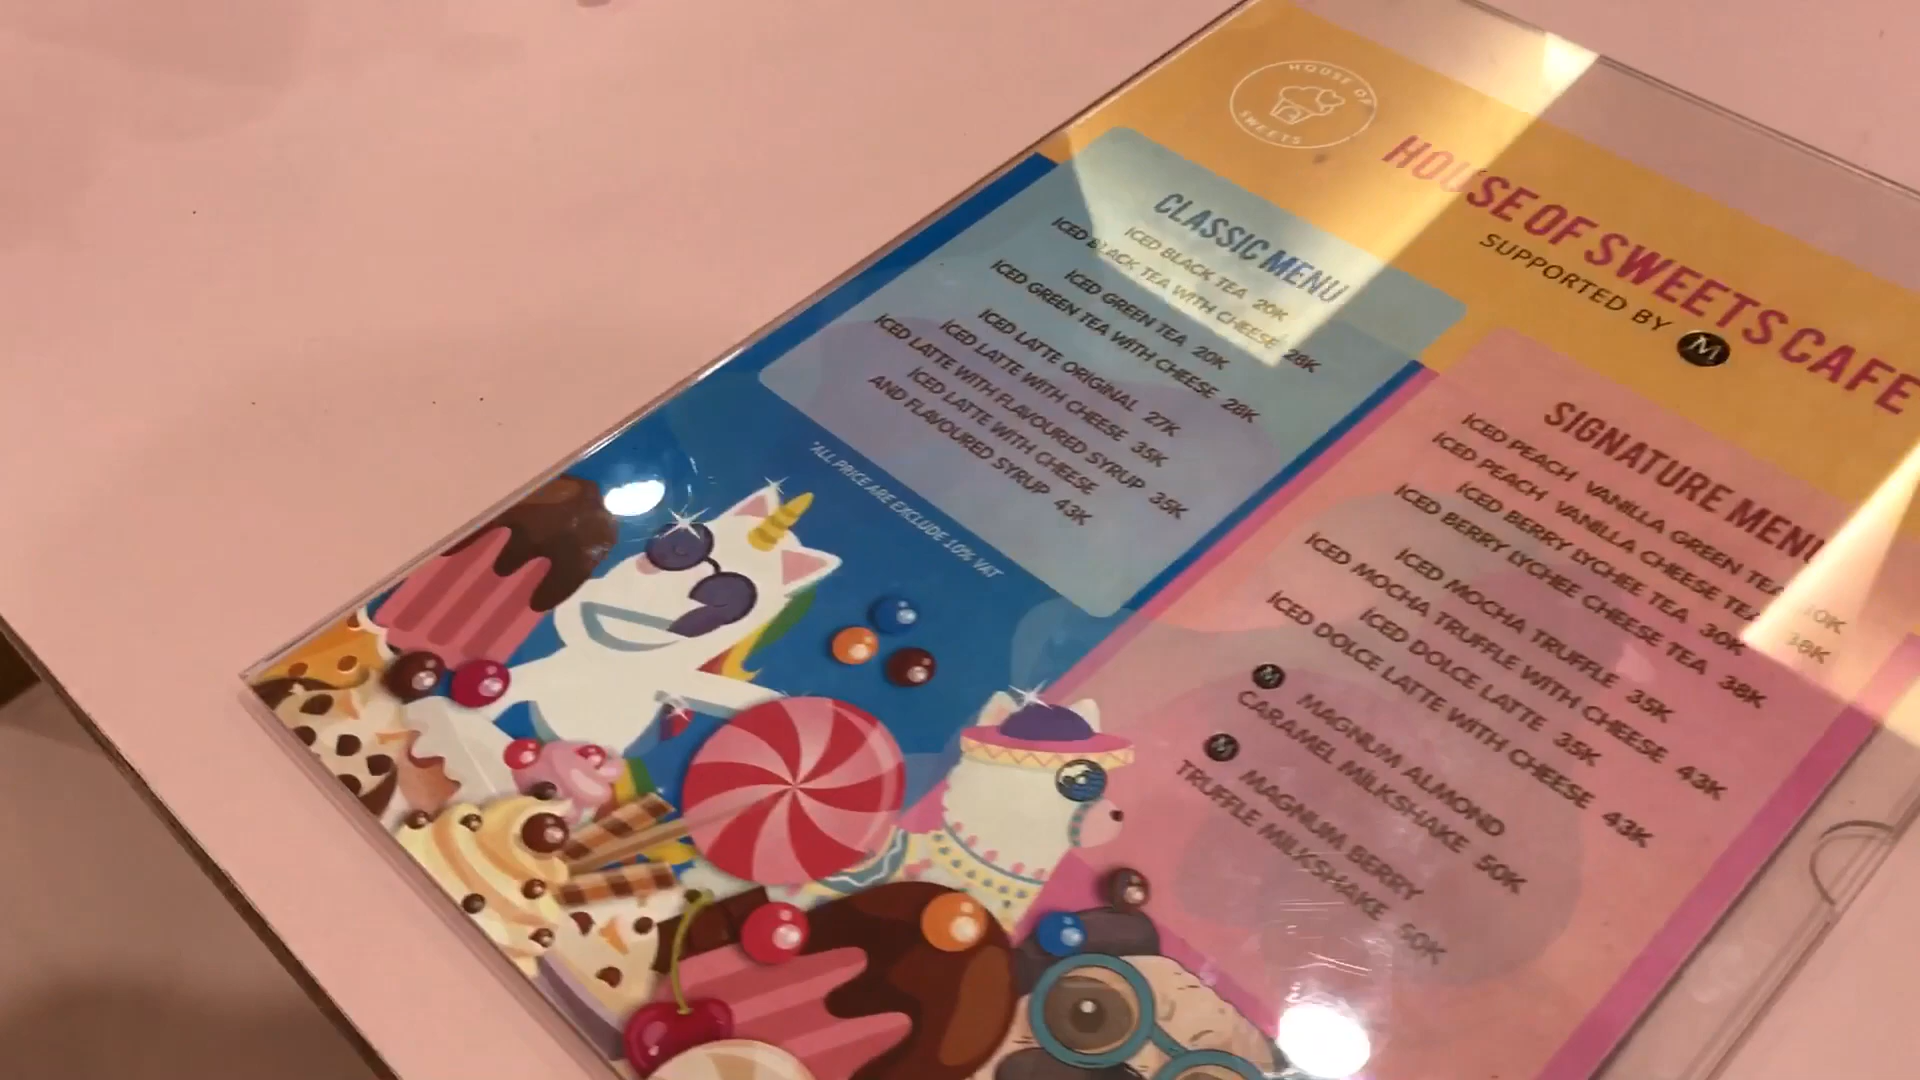 HOUSE OF
SWEETS
HOUSE OF SWEETS CAFE
SUPPORTED BY M
CLASSIC MENU
ICED BLACK TEA 20K
ICED BLACK TEA WITH CHEESE 28K
ICED GREEN TEA 20K
ICED GREEN TEA WITH CHEESE 28K
ICED LATTE ORIGINAL 27K
ICED LATTE WITH CHEESE 35K
ICED LATTE WITH FLAVOURED SYRUP 35K
ICED LATTE WITH CHEESE
AND FLAVOURED SYRUP 43K
*ALL PRICE ARE EXCLUDE 10% VAT
SIGNATURE MENU
ICED PEACH VANILLA GREEN TEA
ICED PEACH VANILLA CHEESE TEA 38K
ICED BERRY LYCHEE TEA 30K
ICED BERRY LYCHEE CHEESE TEA 38K
ICED MOCHA TRUFFLE 35K
ICED MOCHA TRUFFLE WITH CHEESE 43K
ICED DOLCE LATTE 35K
ICED DOLCE LATTE WITH CHEESE 43K
M MAGNUM ALMOND
CARAMEL MILKSHAKE 50K
M MAGNUM BERRY
TRUFFLE MILKSHAKE 50K